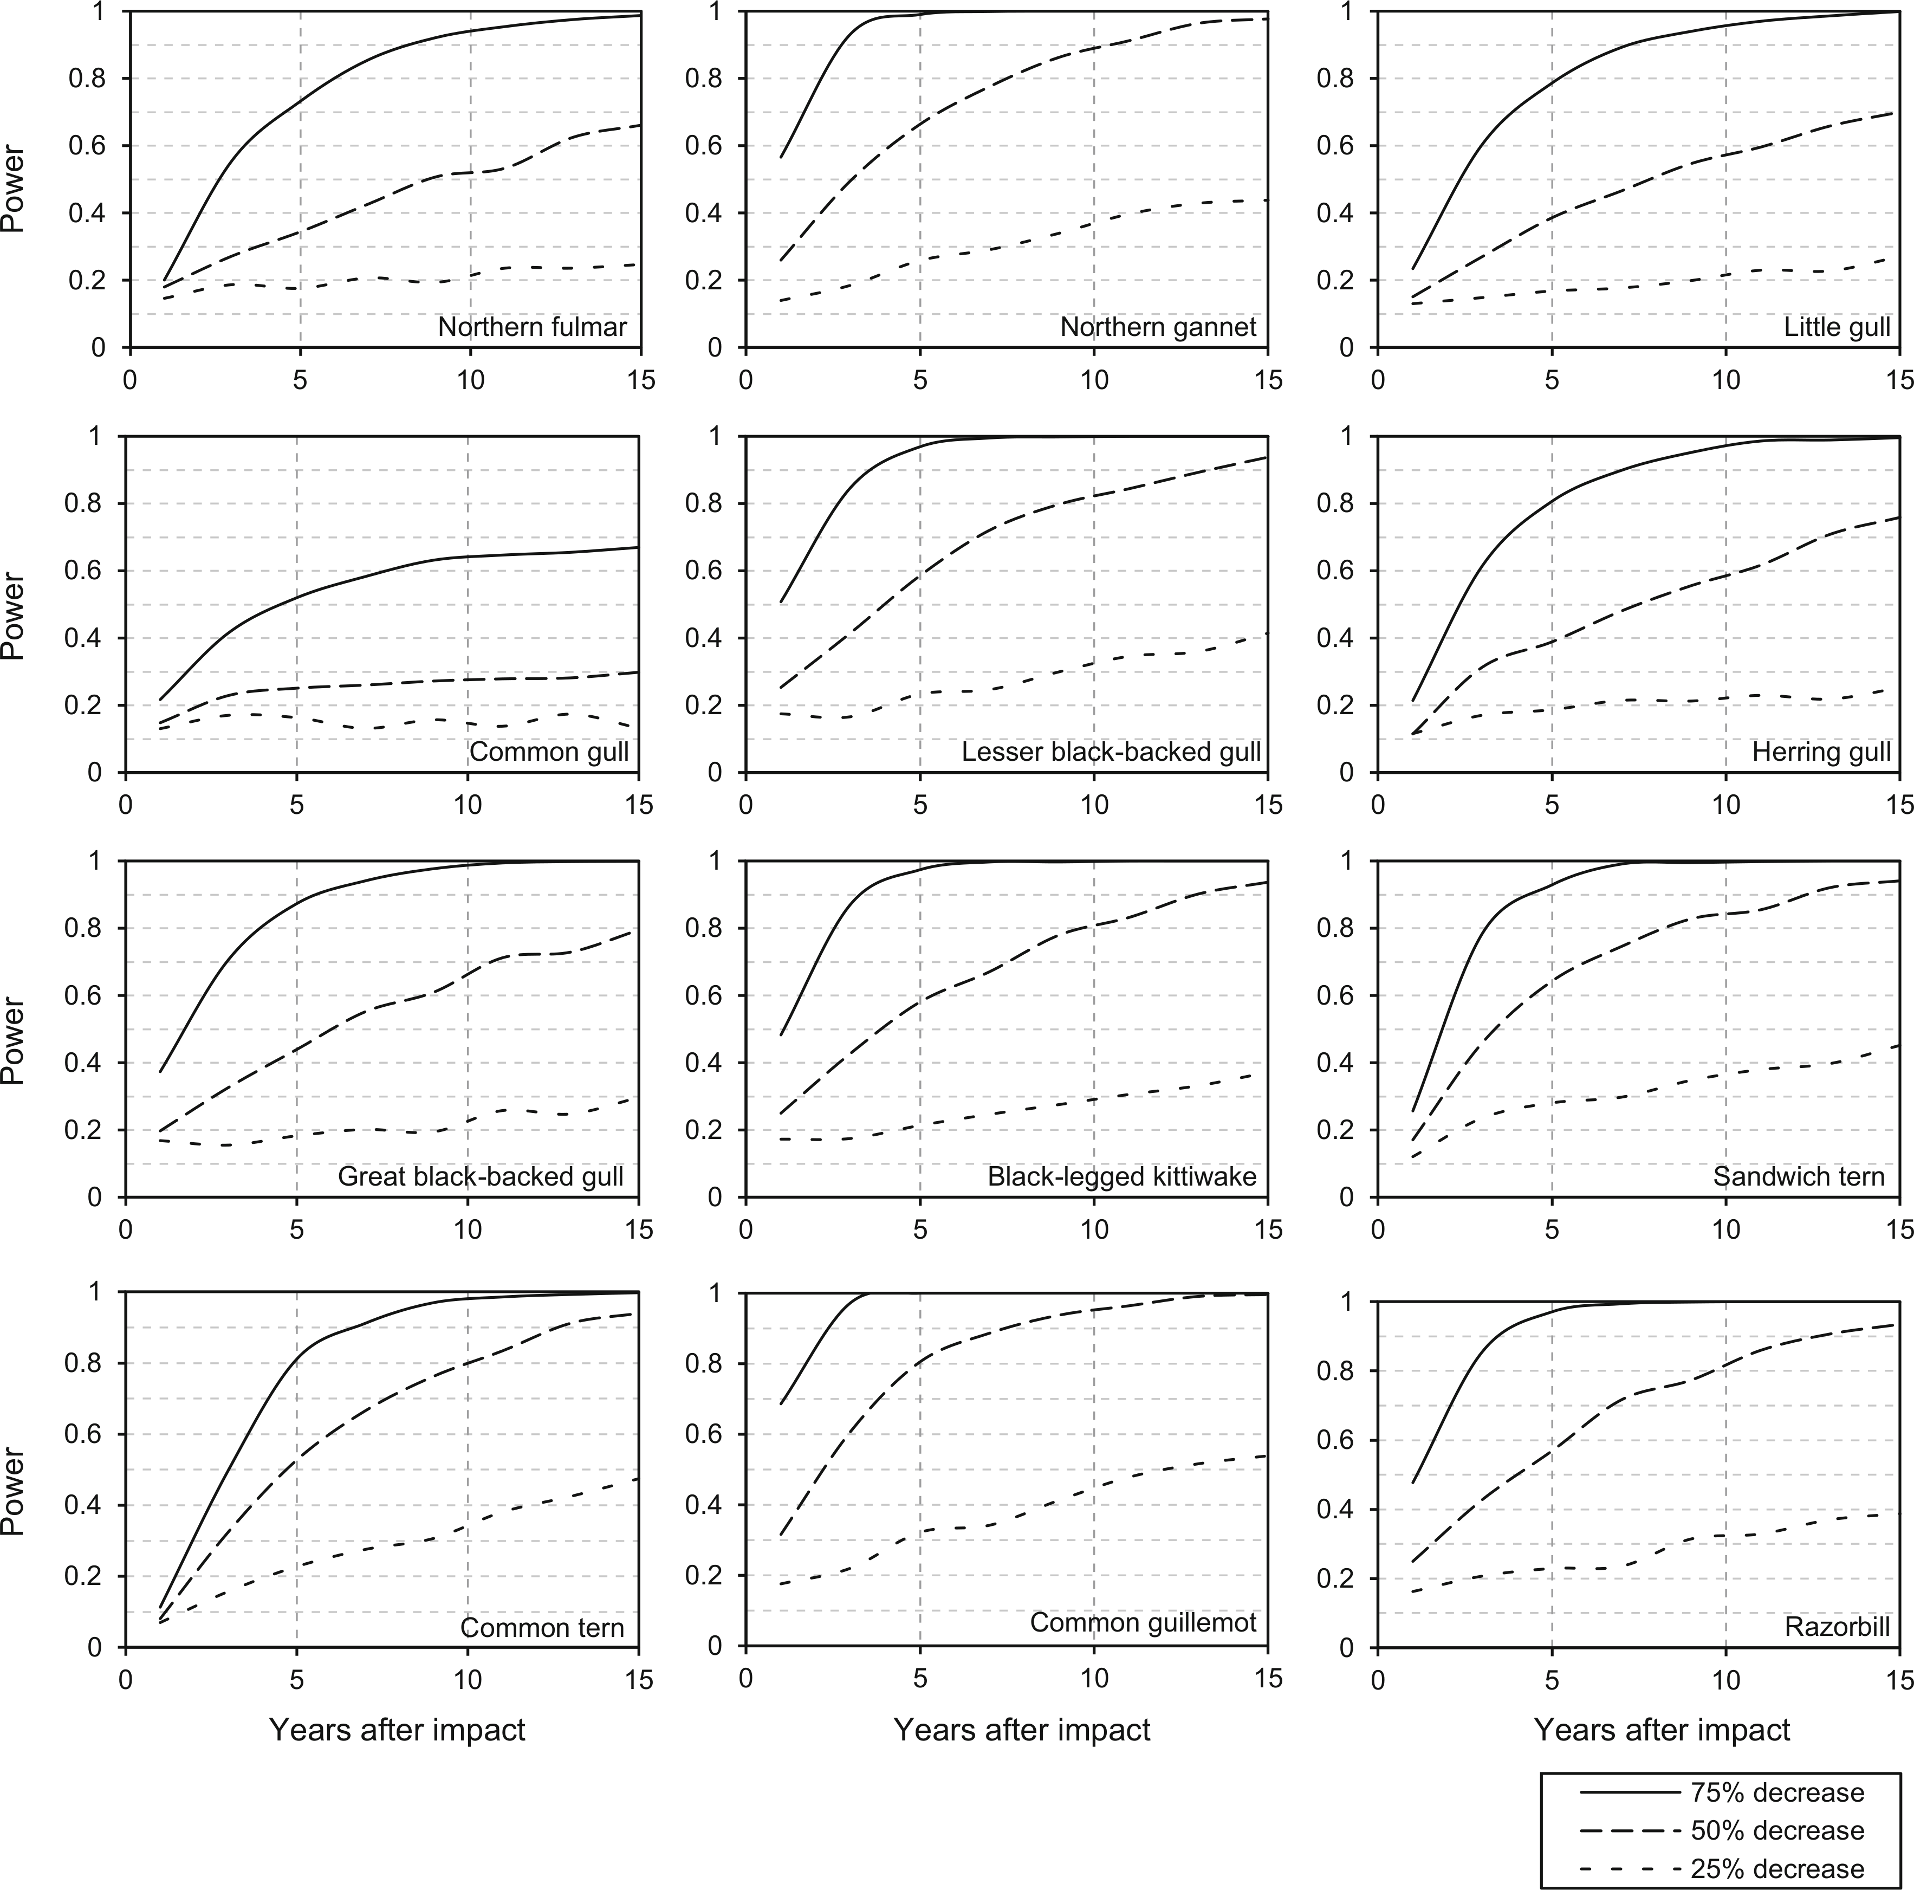 1 1 1
0.8 0.8 0.8
0.6 0.6 0.6
Power
0.4 0.4 0.4
0.2 0.2 0.2
Northern fulmar Northern gannet Little gull
0 0 0
0 5 10 15 0 5 10 15 0 5 10 15
1 1 1
0.8 0.8 0.8
0.6 0.6 0.6
Power
0.4 0.4 0.4
0.2 0.2 0.2
Common gull Lesser black-backed gull Herring gull
0 0 0
0 5 10 15 0 5 10 15 0 5 10 15
1 1 1
0.8 0.8 0.8
0.6 0.6 0.6
Power
0.4 0.4 0.4
0.2 0.2 0.2
Great black-backed gull Black-legged kittiwake Sandwich tern
0 0 0
0 5 10 15 0 5 10 15 0 5 10 15
1 1 1
0.8 0.8 0.8
0.6 0.6 0.6
Power
0.4 0.4 0.4
0.2 0.2 0.2
Common tern Common guillemot Razorbill
0 0 0
0 5 10 15 0 5 10 15 0 5 10 15
Years after impact Years after impact Years after impact
75% decrease
50% decrease
25% decrease